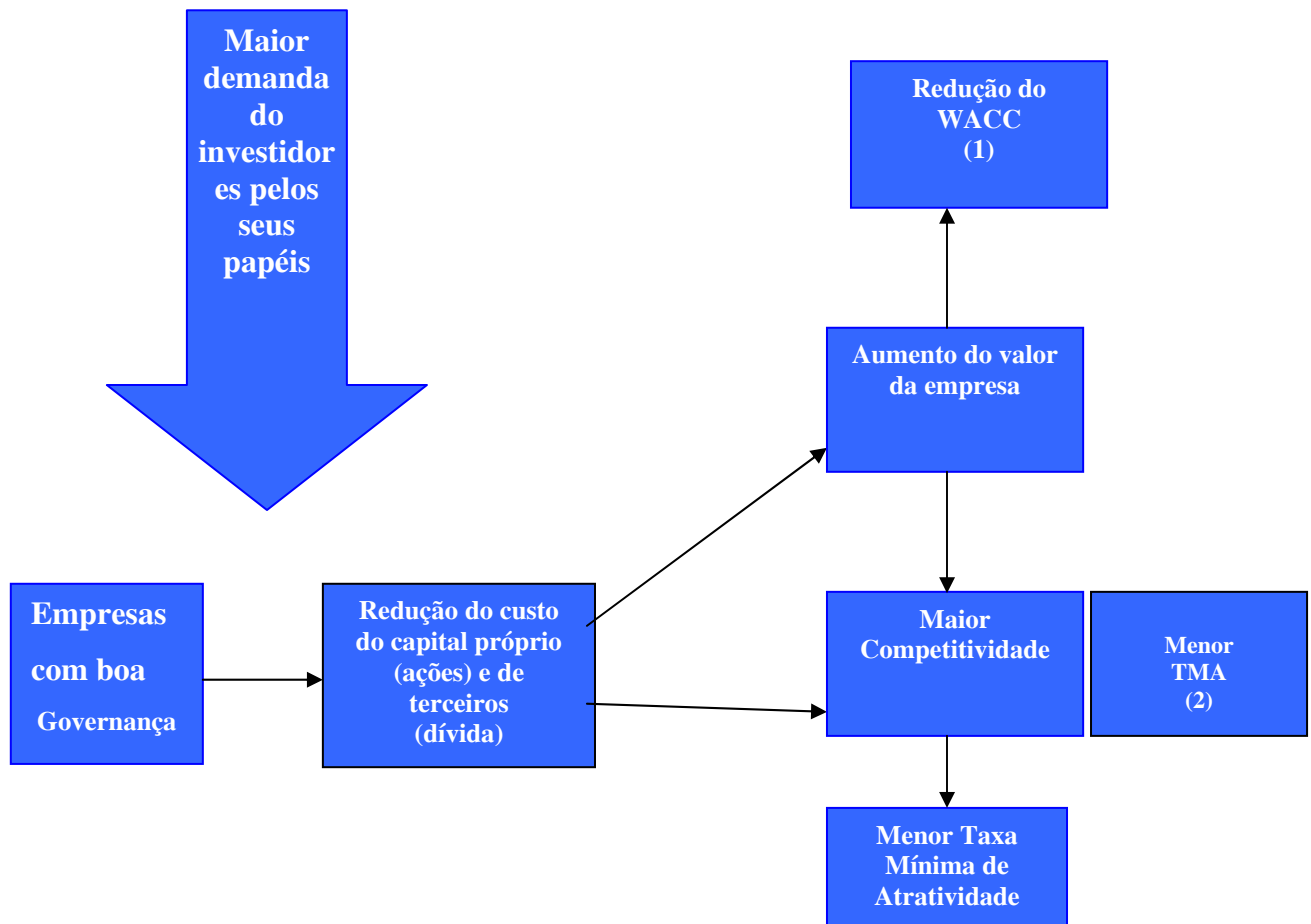 Maior
demanda
do
investidor
es pelos
seus
papéis
Redução do
WACC
(1)
Aumento do valor
da empresa
Empresas
com boa
Governança
Redução do custo
do capital próprio
(ações) e de
terceiros
(dívida)
Maior
Competitividade
Menor
TMA
(2)
Menor Taxa
Mínima de
Atratividade